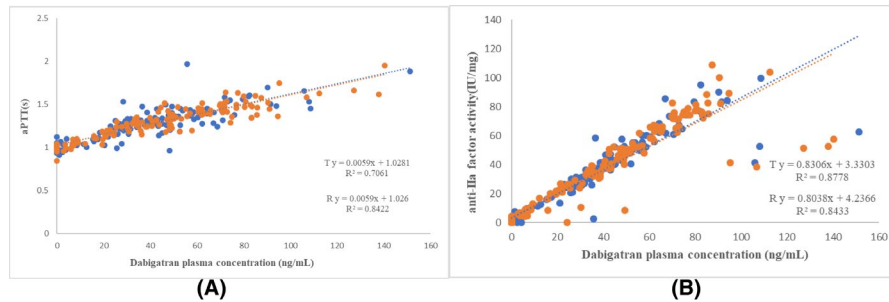 2.5
2
1.5
1
0.5
0
aPTT(s)
0 20 40 60 80 100 120 140 160
Dabigatran plasma concentration (ng/mL)
T y = 0.0059x + 1.0281
R² = 0.7061
R y = 0.0059x + 1.026
R² = 0.8422
(A)
140
120
100
80
60
40
20
0
anti-IIa factor activity(IU/mg)
0 20 40 60 80 100 120 140 160
Dabigatran plasma concentration (ng/mL)
T y = 0.8306x + 3.3303
R² = 0.8778
R y = 0.8038x + 4.2366
R² = 0.8433
(B)